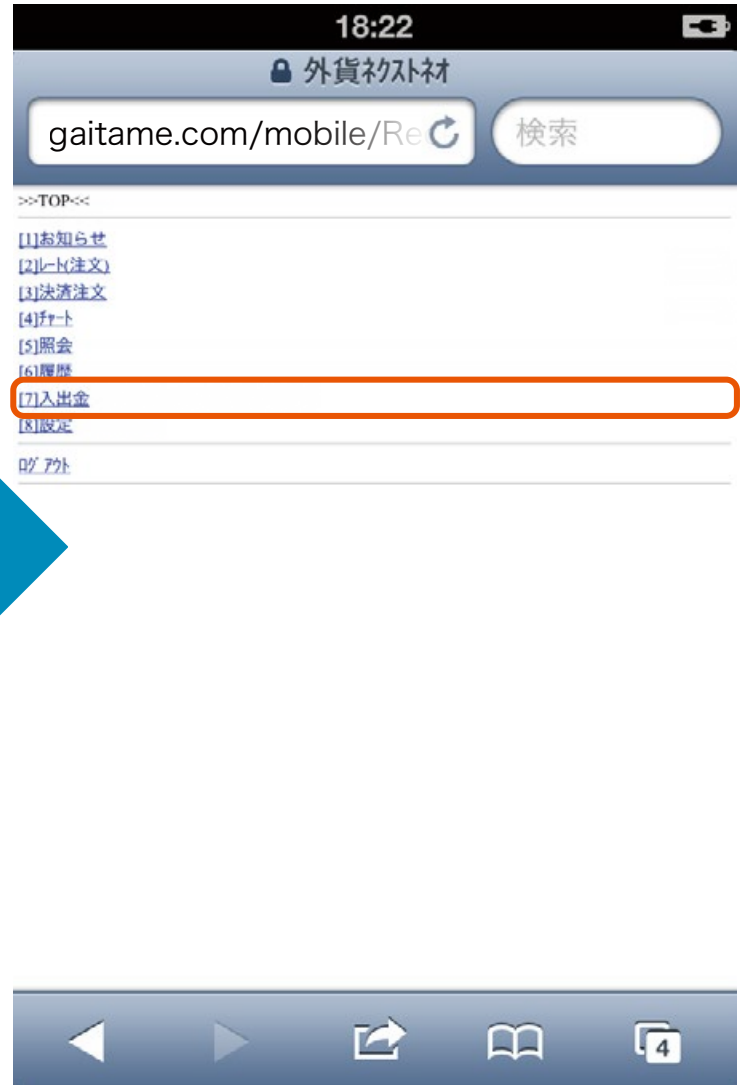 18:22
外貨ﾈｸｽﾄﾈｵ
gaitame.com/mobile/Re
検索
>>TOP<<
[1]お知らせ
[2]ﾚｰﾄ(注文)
[3]決済注文
[4]ﾁｬｰﾄ
[5]照会
[6]履歴
[7]入出金
[8]設定
ﾛｸﾞｱｳﾄ
4